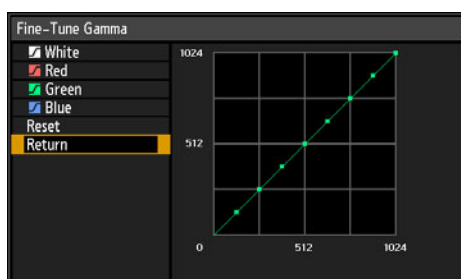 Fine-Tune Gamma
White
Red
Green
Blue
Reset
Return
1024
512
0 512 1024